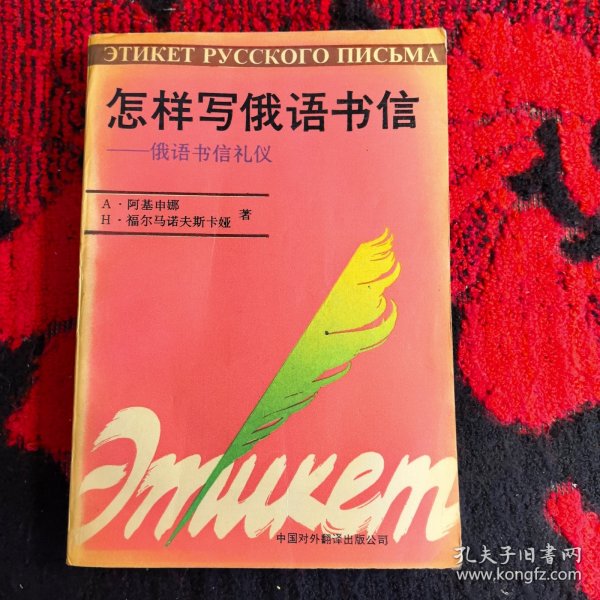 ЭТИКЕТ РУССКОГО ПИСЬМА
怎样写俄语书信
——俄语书信礼仪
А·阿基申娜
Н·福尔马诺夫斯卡娅
著
Этикет
中国对外翻译出版公司
孔夫子旧书网
www.kongfz.com